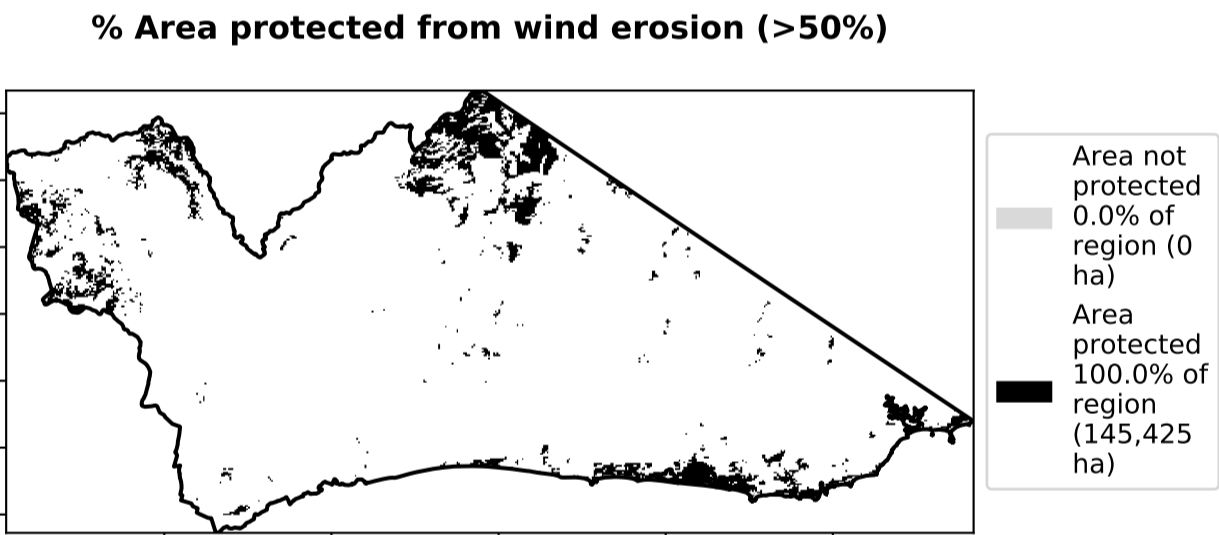 % Area protected from wind erosion (>50%)
Area not
protected
0.0% of
region (0
ha)
Area
protected
100.0% of
region
(145,425
ha)